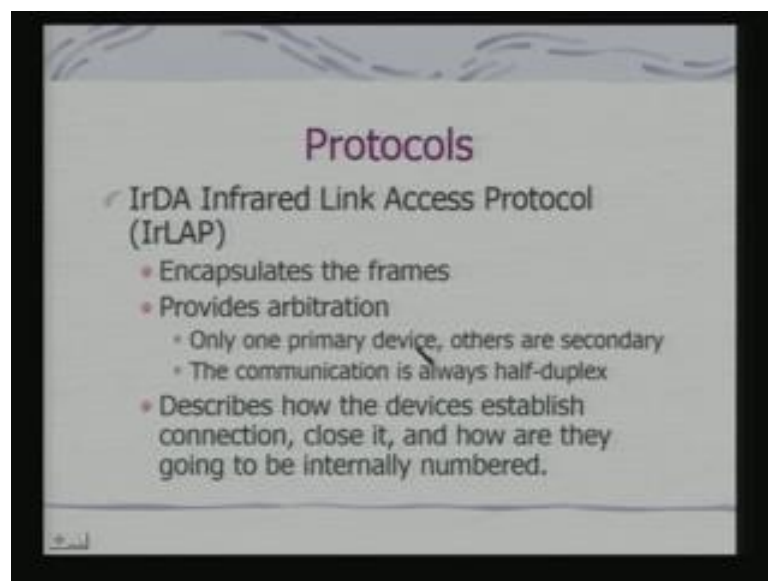 Protocols
IrDA Infrared Link Access Protocol
(IrLAP)
Encapsulates the frames
Provides arbitration
Only one primary device, others are secondary
The communication is always half-duplex
Describes how the devices establish
connection, close it, and how are they
going to be internally numbered.